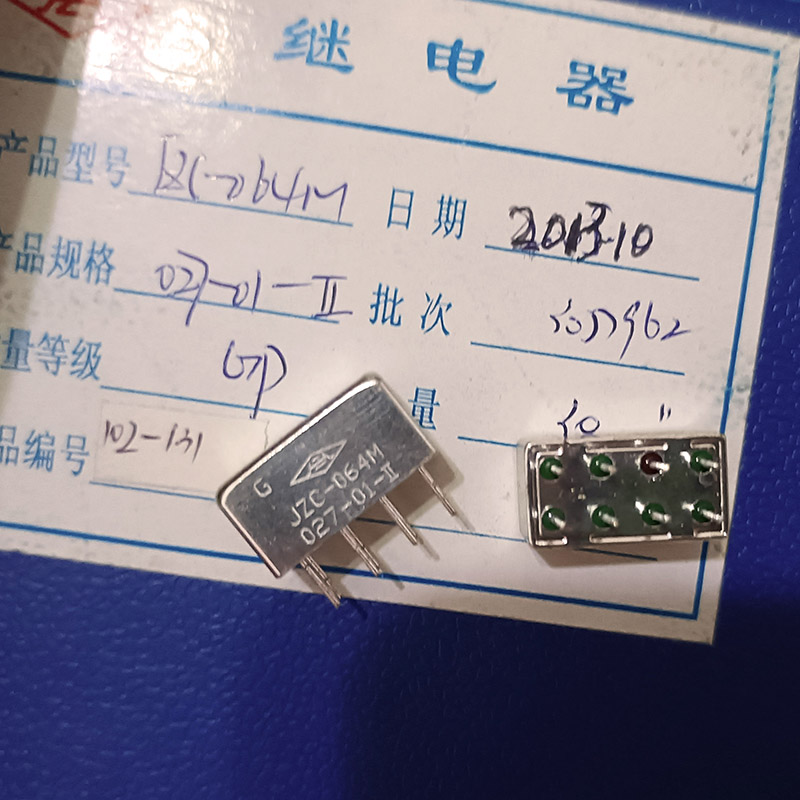 继电器
产品型号 JZC-064M 日期 2013.10
产品规格 027-01-Ⅱ 批次
量等级 G 量 10 "
品编号 102-131
G
JZC-064M
027-01-Ⅱ